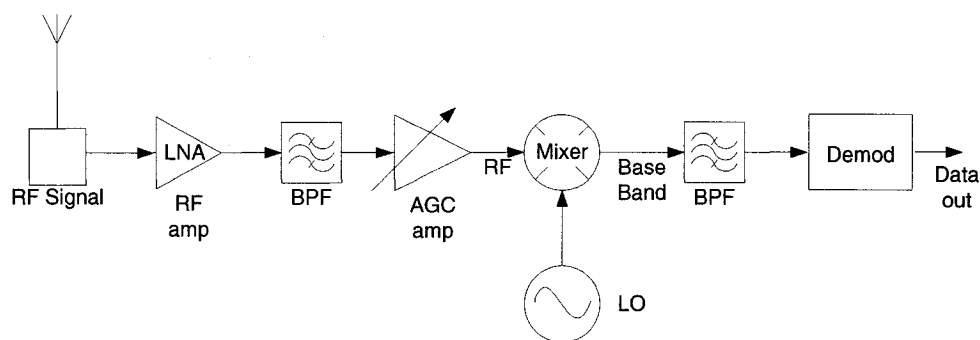 RF Signal
LNA
RF
amp
BPF
AGC
amp
RF
Mixer
LO
Base
Band
BPF
Demod
Data
out